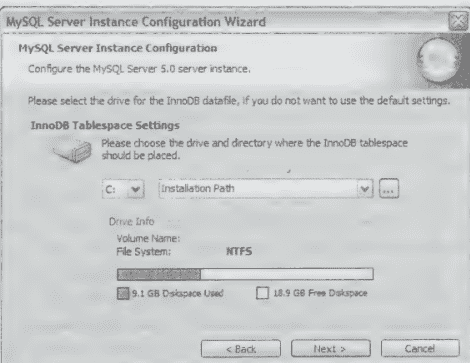 MySQL Server Instance Configuration Wizard
MySQL Server Instance Configuration
Configure the MySQL Server 5.0 server instance.
Please select the drive for the InnoDB datafile, if you do not want to use the default settings.
InnoDB Tablespace Settings
Please choose the drive and directory where the InnoDB tablespace
should be placed.
C: Installation Path ...
Drive Info
Volume Name:
File System: NTFS
9.1 GB Diskspace Used 18.9 GB Free Diskspace
< Back Next > Cancel